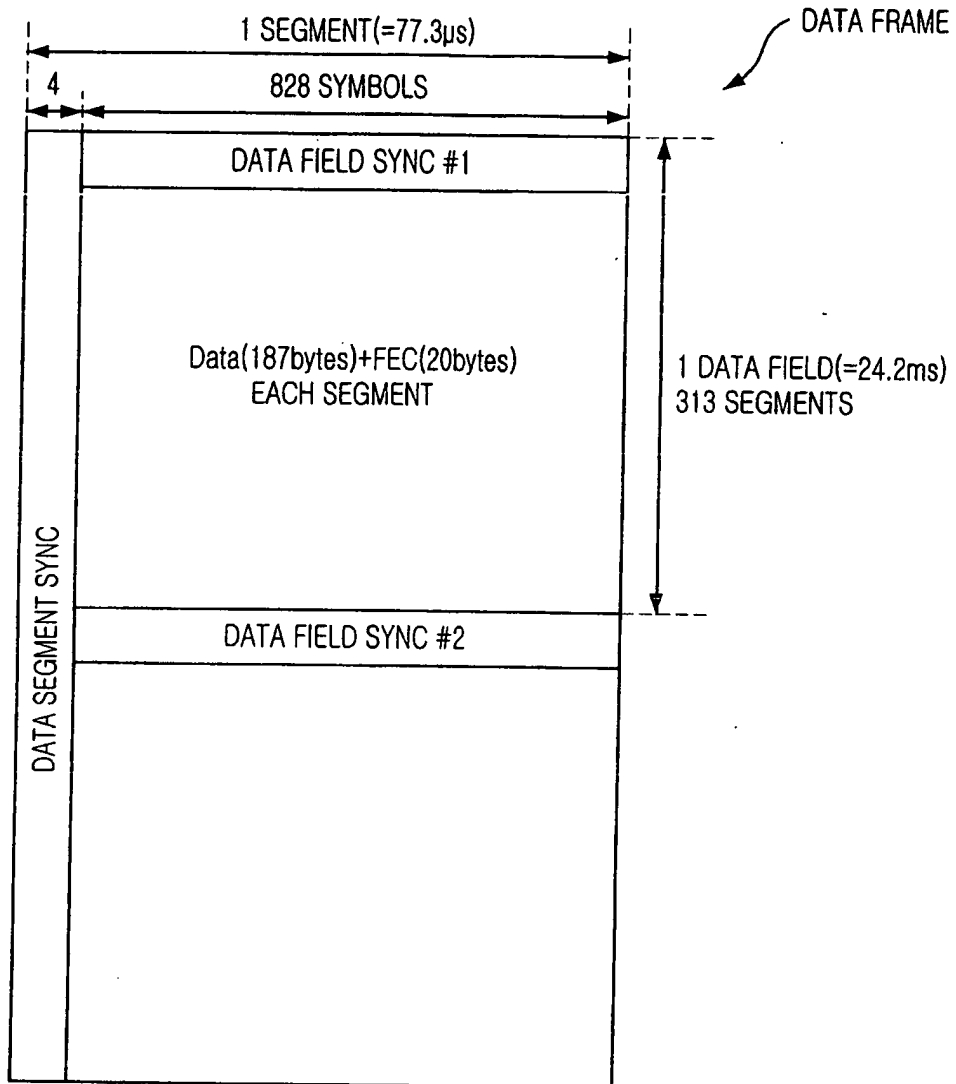 1 SEGMENT(=77.3µs)
DATA FRAME
4
828 SYMBOLS
DATA FIELD SYNC #1
Data(187bytes)+FEC(20bytes)
EACH SEGMENT
1 DATA FIELD(=24.2ms)
313 SEGMENTS
DATA SEGMENT SYNC
DATA FIELD SYNC #2